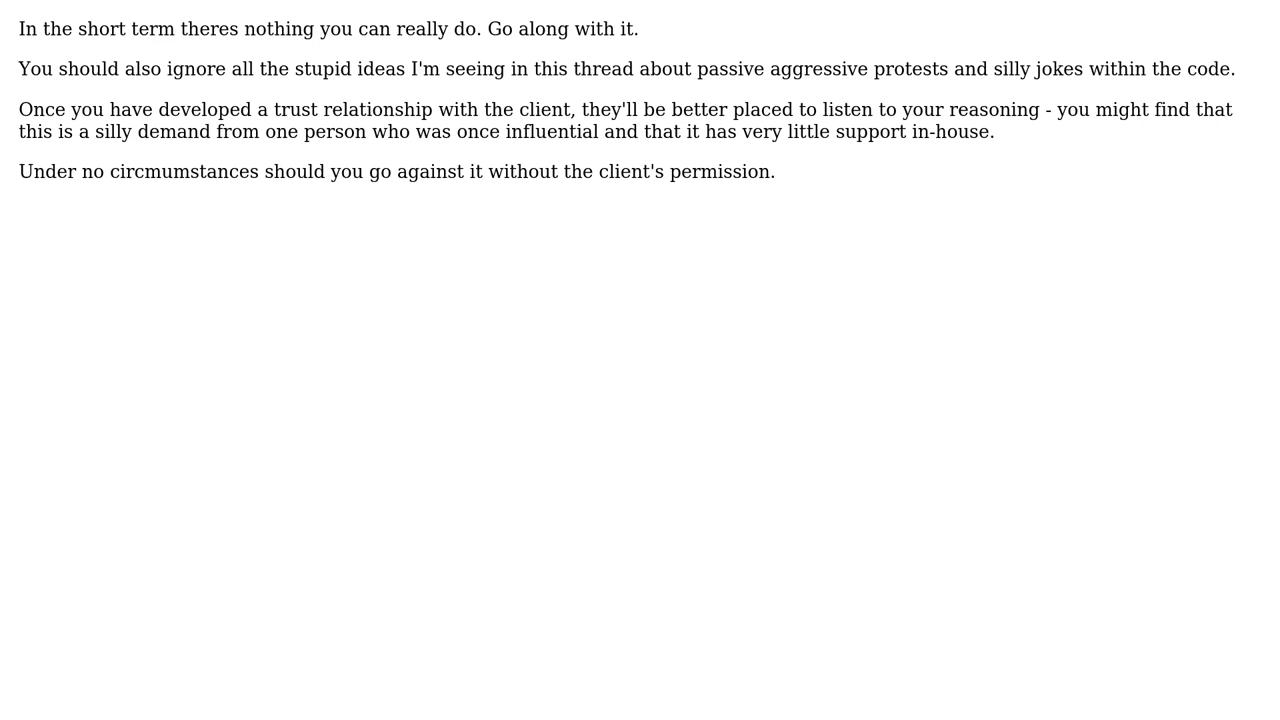 In the short term theres nothing you can really do. Go along with it.
You should also ignore all the stupid ideas I'm seeing in this thread about passive aggressive protests and silly jokes within the code.
Once you have developed a trust relationship with the client, they'll be better placed to listen to your reasoning - you might find that
this is a silly demand from one person who was once influential and that it has very little support in-house.
Under no circmumstances should you go against it without the client's permission.